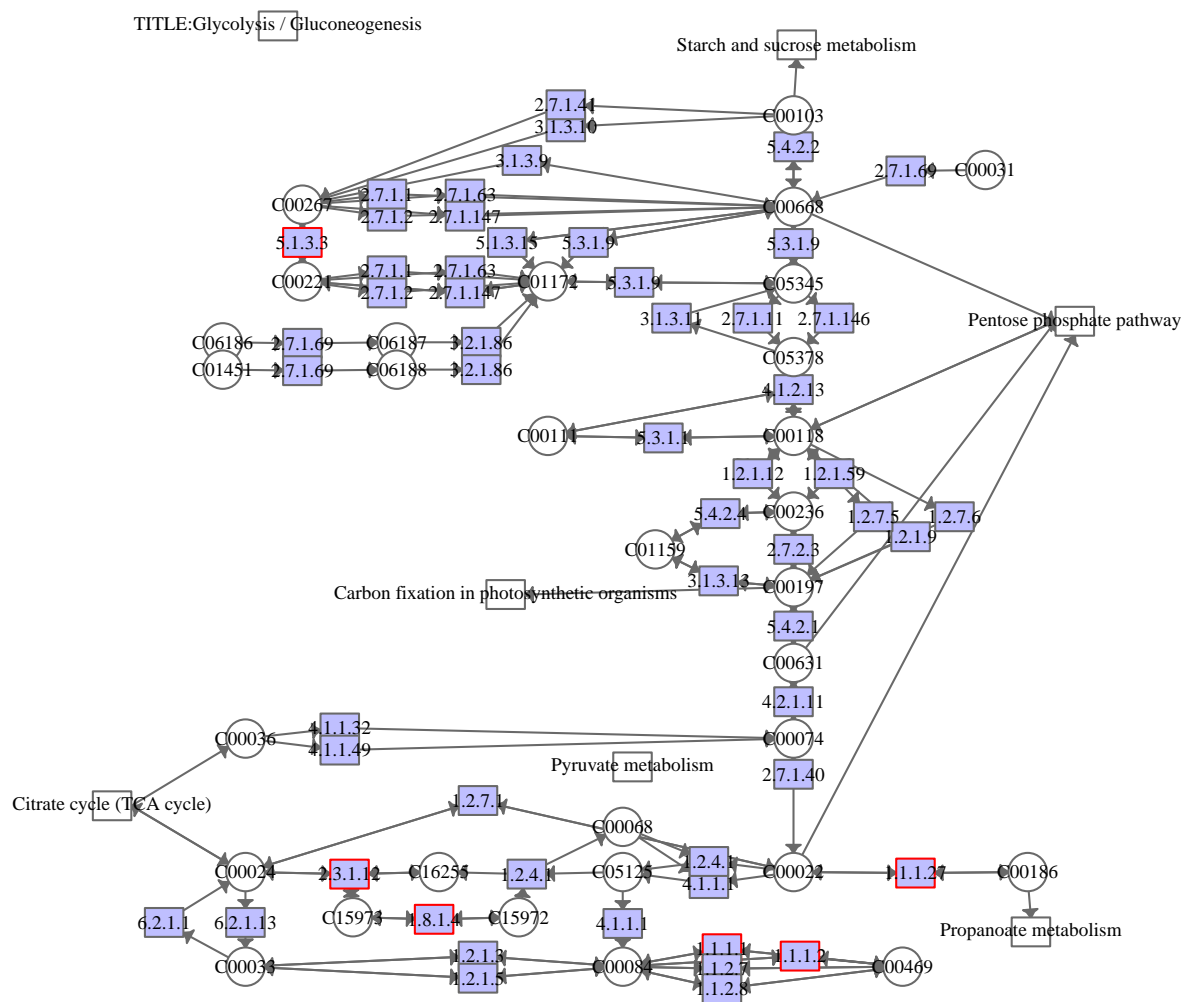 TITLE:Glycolysis / Gluconeogenesis
Starch and sucrose metabolism
2.7.1.41
C00103
3.1.3.10
5.4.2.2
3.1.3.9
2.7.1.69
C00031
2.7.1.1
2.7.1.63
C00267
C00668
2.7.1.2
2.7.1.147
5.1.3.3
5.1.3.15
5.3.1.9
5.3.1.9
2.7.1.1
2.7.1.63
C00221
C01172
5.3.1.9
C05345
2.7.1.2
2.7.1.147
3.1.3.11
2.7.1.11
2.7.1.146
Pentose phosphate pathway
C06186
2.7.1.69
C06187
3.2.1.86
C05378
C01451
2.7.1.69
C06188
3.2.1.86
4.1.2.13
C00111
5.3.1.1
C00118
1.2.1.12
1.2.1.59
5.4.2.4
C00236
1.2.7.5
1.2.7.6
1.2.1.9
C01159
2.7.2.3
3.1.3.13
C00197
Carbon fixation in photosynthetic organisms
5.4.2.1
C00631
4.2.1.11
C00036
4.1.1.32
C00074
4.1.1.49
Pyruvate metabolism
2.7.1.40
Citrate cycle (TCA cycle)
1.2.7.1
C00068
C00024
2.3.1.12
C16255
1.2.4.1
C05125
1.2.4.1
4.1.1.1
C00022
1.1.1.27
C00186
6.2.1.1
6.2.1.13
C15973
1.8.1.4
C15972
4.1.1.1
Propanoate metabolism
C00033
1.2.1.3
1.2.1.5
C00084
1.1.1.1
1.1.1.2
1.1.2.7
C00469
1.1.2.8